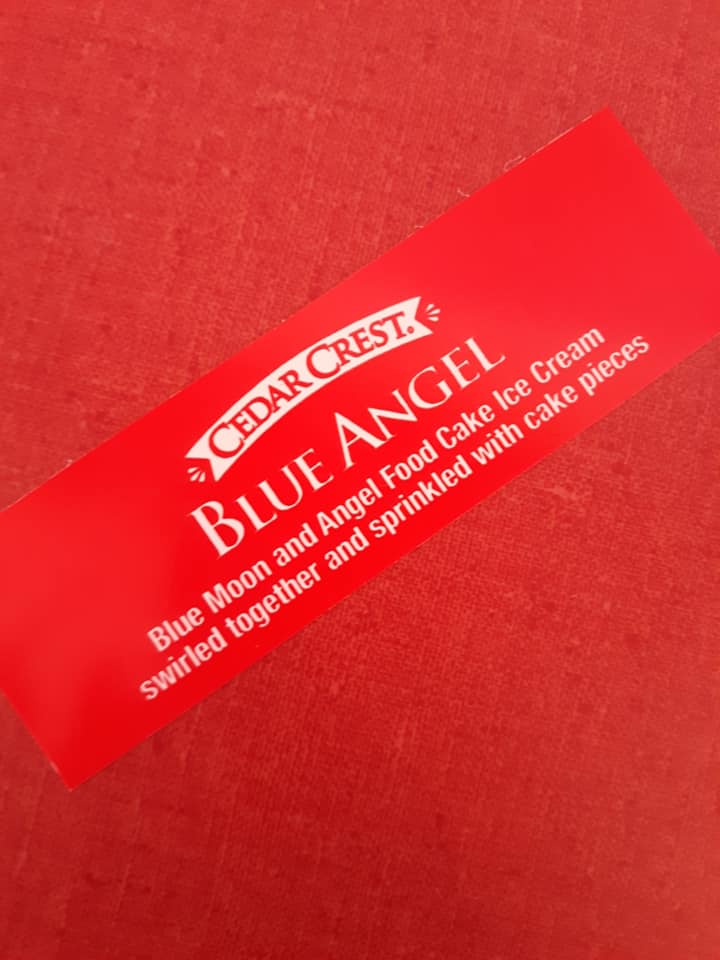 CEDAR CREST.
BLUE ANGEL
Blue Moon and Angel Food Cake Ice Cream
swirled together and sprinkled with cake pieces